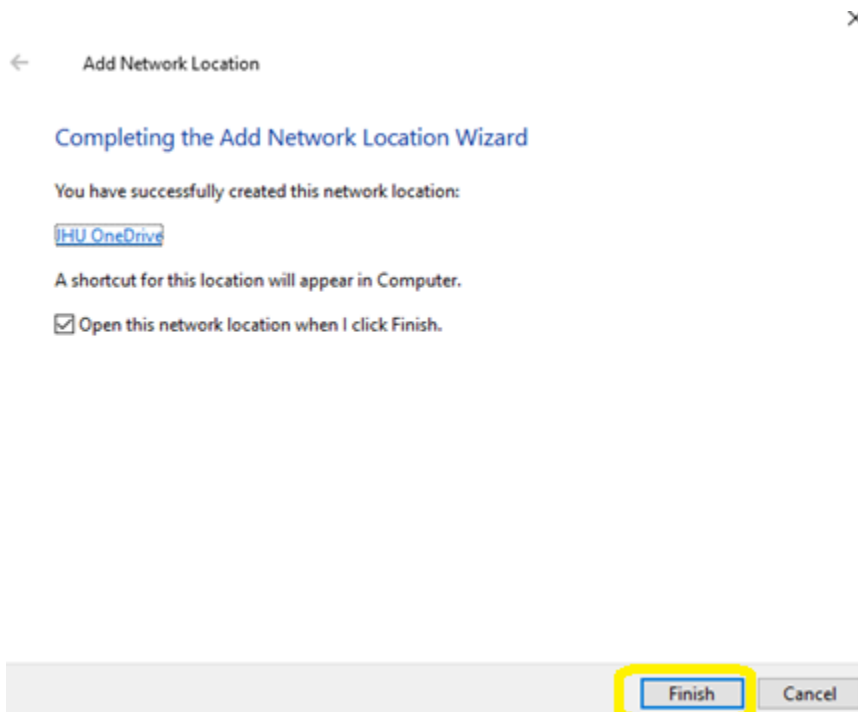 Add Network Location
Completing the Add Network Location Wizard
You have successfully created this network location:
JHU OneDrive
A shortcut for this location will appear in Computer.
Open this network location when I click Finish.
Finish Cancel